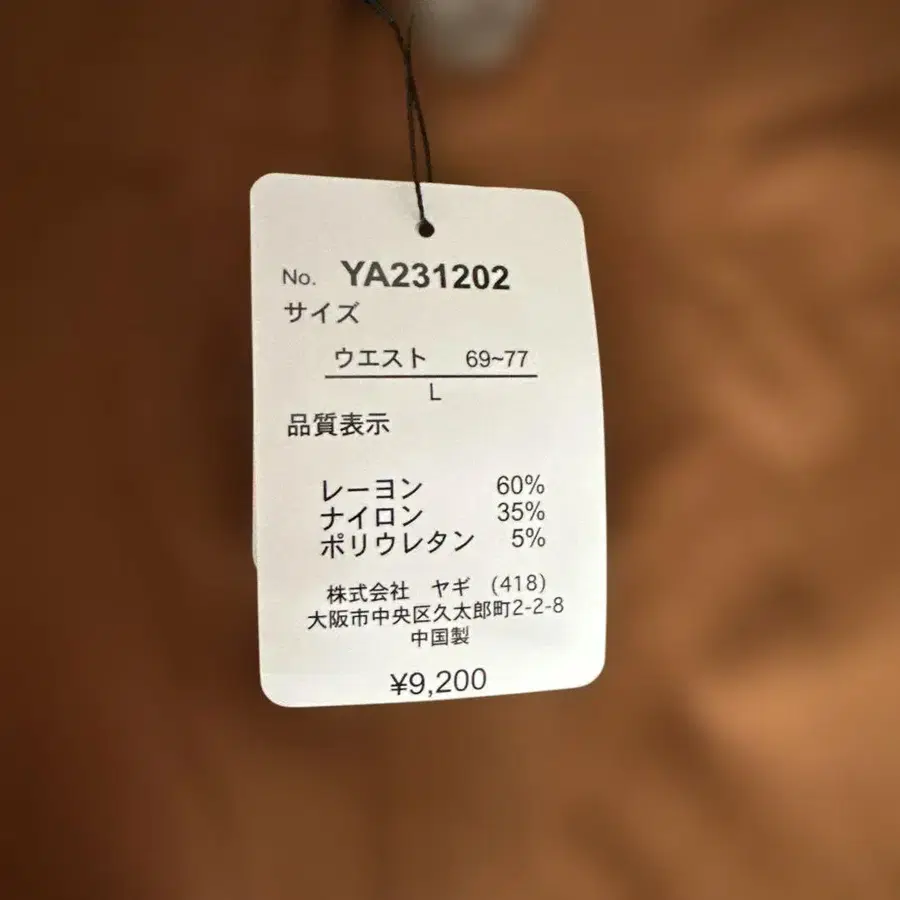 No. YA231202
サイズ
ウエスト 69~77
L
品質表示
レーヨン 60%
ナイロン 35%
ポリウレタン 5%
株式会社 ヤギ (418)
大阪市中央区久太郎町2-2-8
中国製
¥9,200